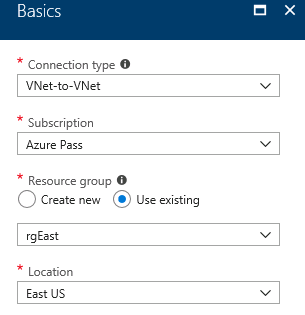 Basics
* Connection type
VNet-to-VNet
* Subscription
Azure Pass
* Resource group
Create new Use existing
rgEast
* Location
East US